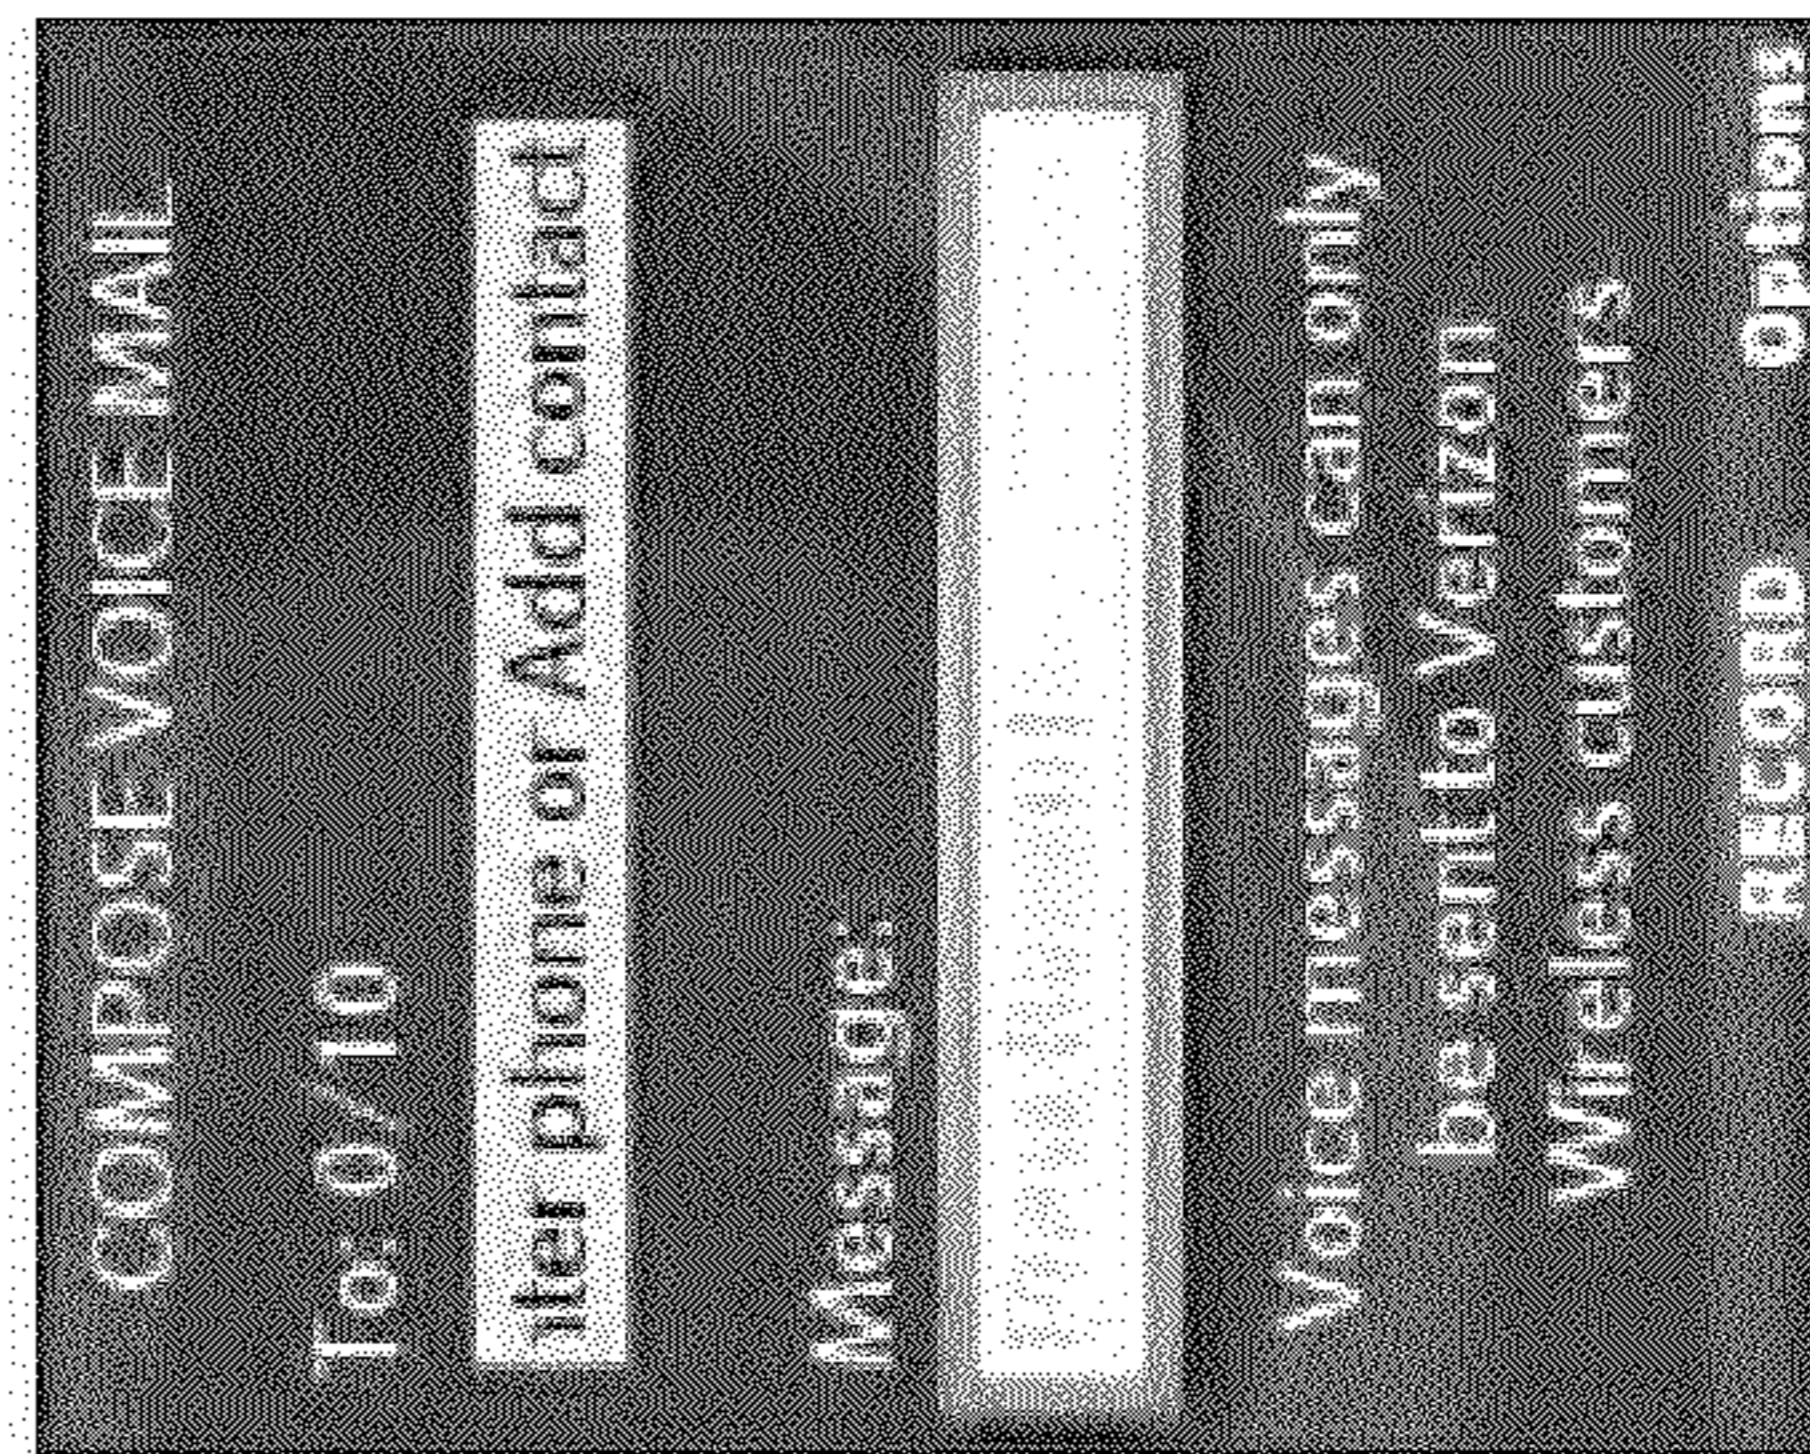 COMPOSE VOICE MAIL
To: 0/10
nter phone or Add contact
Message:
Voice messages can only
be sent to Verizon
Wireless customers
RECORD Options